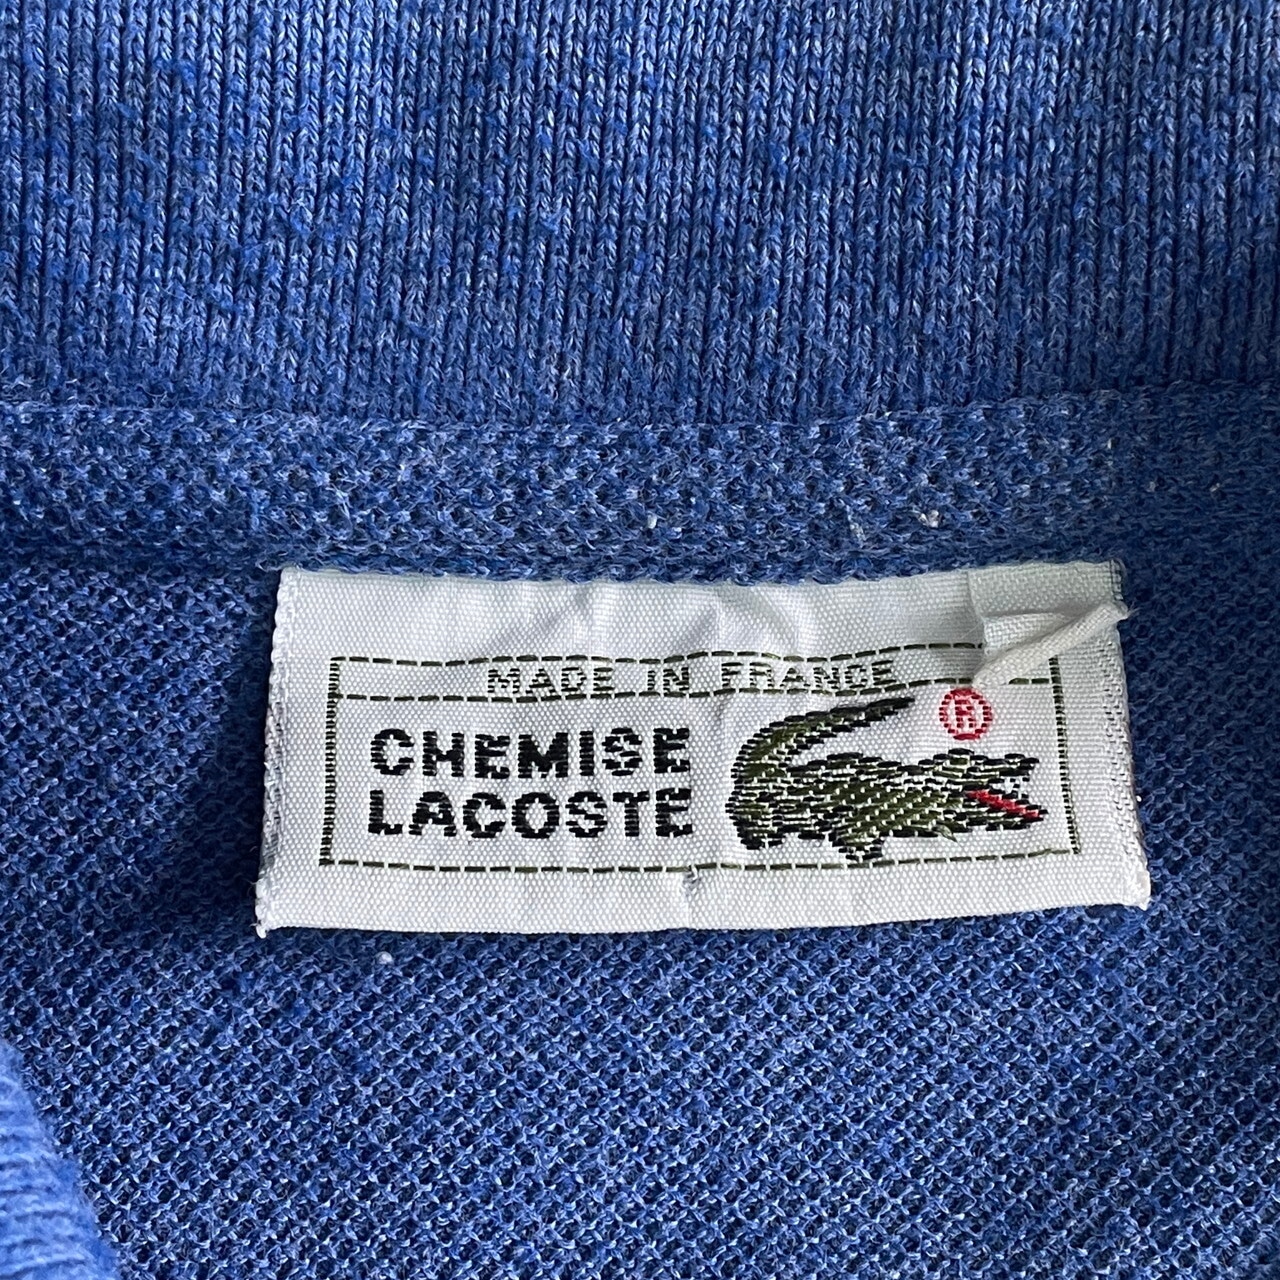 MADE IN FRANCE
CHEMISE
LACOSTE
®